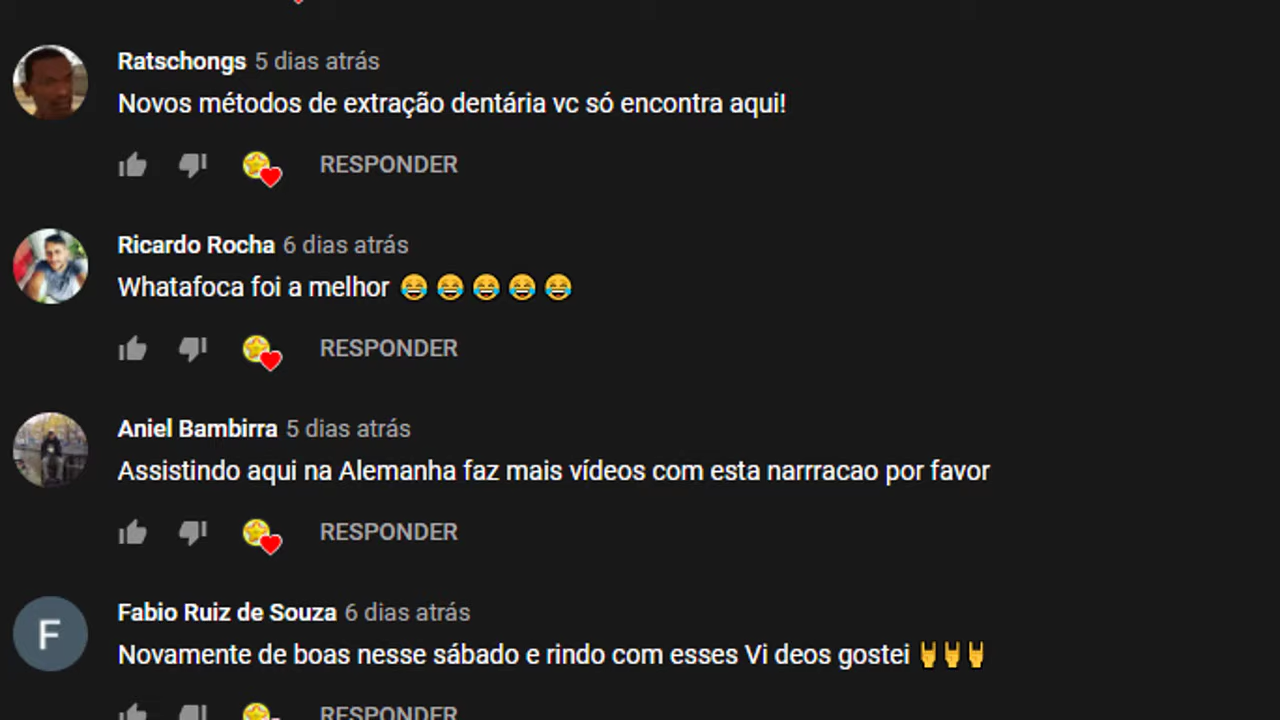 Ratschongs 5 dias atrás
Novos métodos de extração dentária vc só encontra aqui!
RESPONDER
Ricardo Rocha 6 dias atrás
Whatafoca foi a melhor 😂 😂 😂 😂 😂
RESPONDER
Aniel Bambirra 5 dias atrás
Assistindo aqui na Alemanha faz mais vídeos com esta narrracao por favor
RESPONDER
F
Fabio Ruiz de Souza 6 dias atrás
Novamente de boas nesse sábado e rindo com esses Vi deos gostei 🤘🤘🤘
RESPONDER